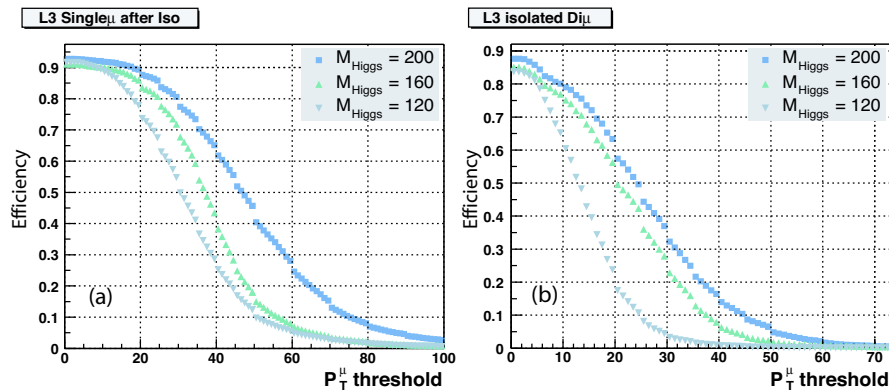 L3 Singleμ after Iso
0.9
0.8
0.7
0.6
0.5
0.4
0.3
0.2
0.1
0
Efficiency
M_Higgs = 200
M_Higgs = 160
M_Higgs = 120
(a)
0 20 40 60 80 100
P_T^μ threshold
L3 isolated Diμ
0.9
0.8
0.7
0.6
0.5
0.4
0.3
0.2
0.1
0
Efficiency
M_Higgs = 200
M_Higgs = 160
M_Higgs = 120
(b)
0 10 20 30 40 50 60 70
P_T^μ threshold